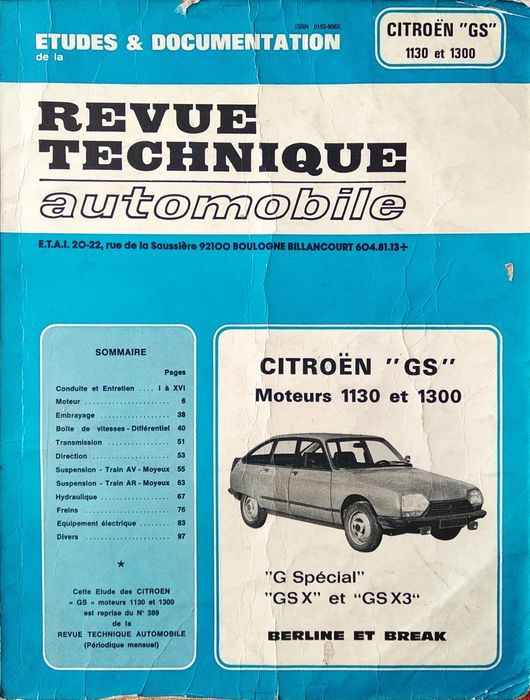 ISSN 0153-906X
ETUDES & DOCUMENTATION
de la
CITROËN "GS"
1130 et 1300
REVUE
TECHNIQUE
automobile
E.T.A.I. 20-22, rue de la Saussière 92100 BOULOGNE BILLANCOURT 604.81.13+
SOMMAIRE
Pages
Conduite et Entretien .... I à XVI
Moteur ...................... 6
Embrayage .................. 38
Boîte de vitesses - Différentiel 40
Transmission ................ 51
Direction .................... 53
Suspension - Train AV - Moyeux 55
Suspension - Train AR - Moyeux 63
Hydraulique .................. 67
Freins ...................... 76
Equipement électrique ...... 83
Divers ...................... 97
★
Cette Etude des CITROEN
« GS » moteurs 1130 et 1300
est reprise du N° 389
de la
REVUE TECHNIQUE AUTOMOBILE
(Périodique mensuel)
CITROËN "GS"
Moteurs 1130 et 1300
"G Spécial"
"GS X" et "GS X3"
BERLINE ET BREAK